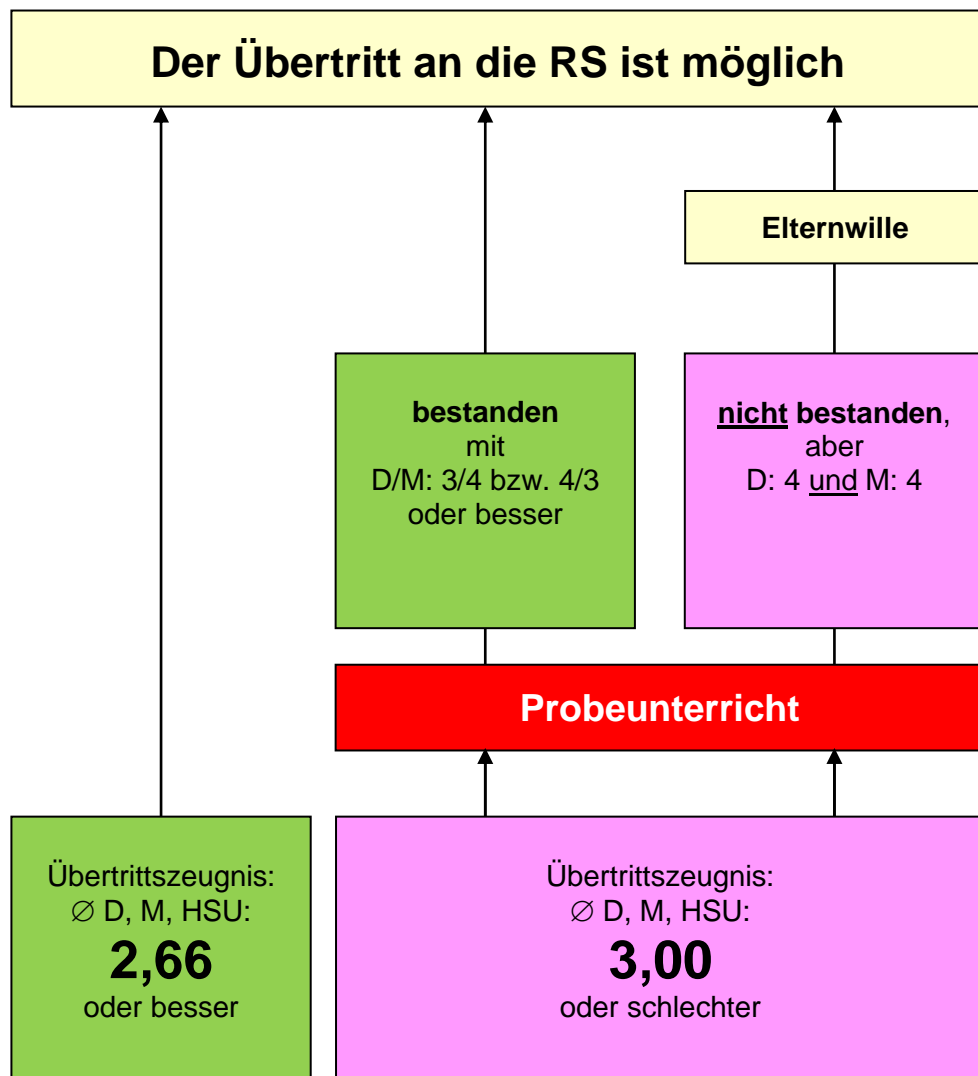 Der Übertritt an die RS ist möglich
Elternwille
bestanden
mit
D/M: 3/4 bzw. 4/3
oder besser
nicht bestanden,
aber
D: 4 und M: 4
Probeunterricht
Übertrittszeugnis:
∅ D, M, HSU:
2,66
oder besser
Übertrittszeugnis:
∅ D, M, HSU:
3,00
oder schlechter